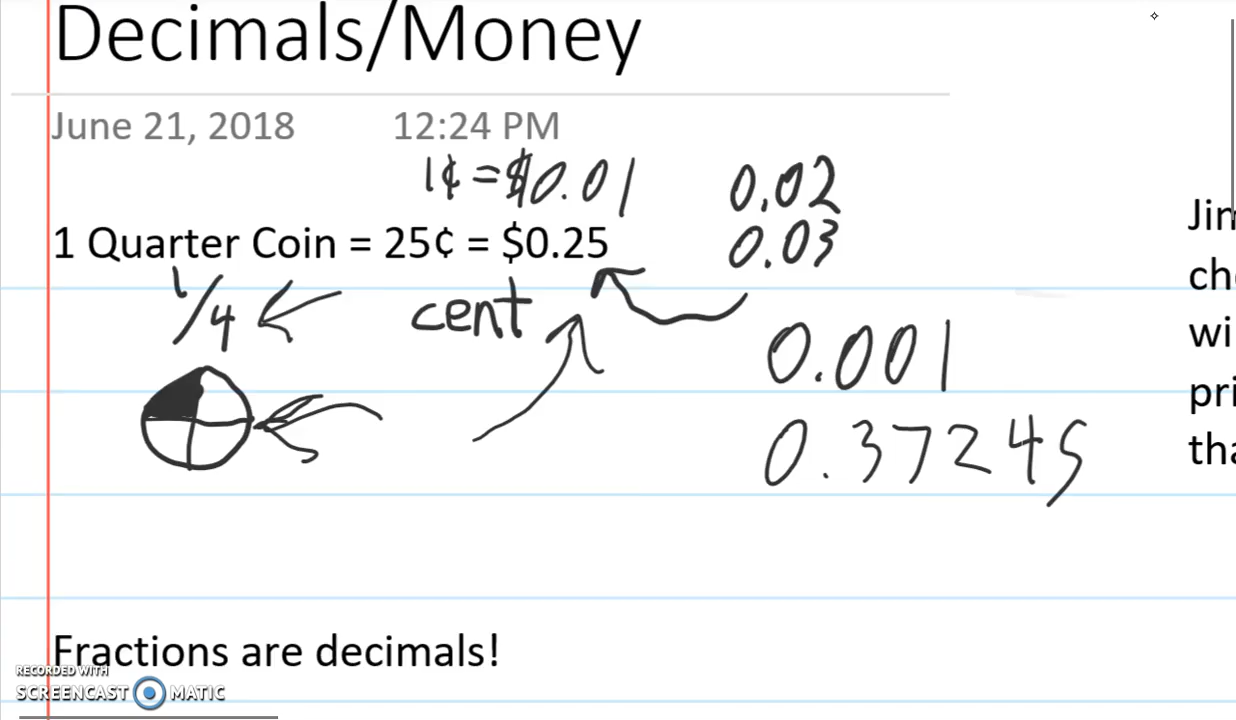 Decimals/Money
June 21, 2018 12:24 PM
1¢ = $0.01
0.02
1 Quarter Coin = 25¢ = $0.25
0.03
1/4
cent
0.001
0.37245
Fractions are decimals!
RECORDED WITH
SCREENCAST MATIC